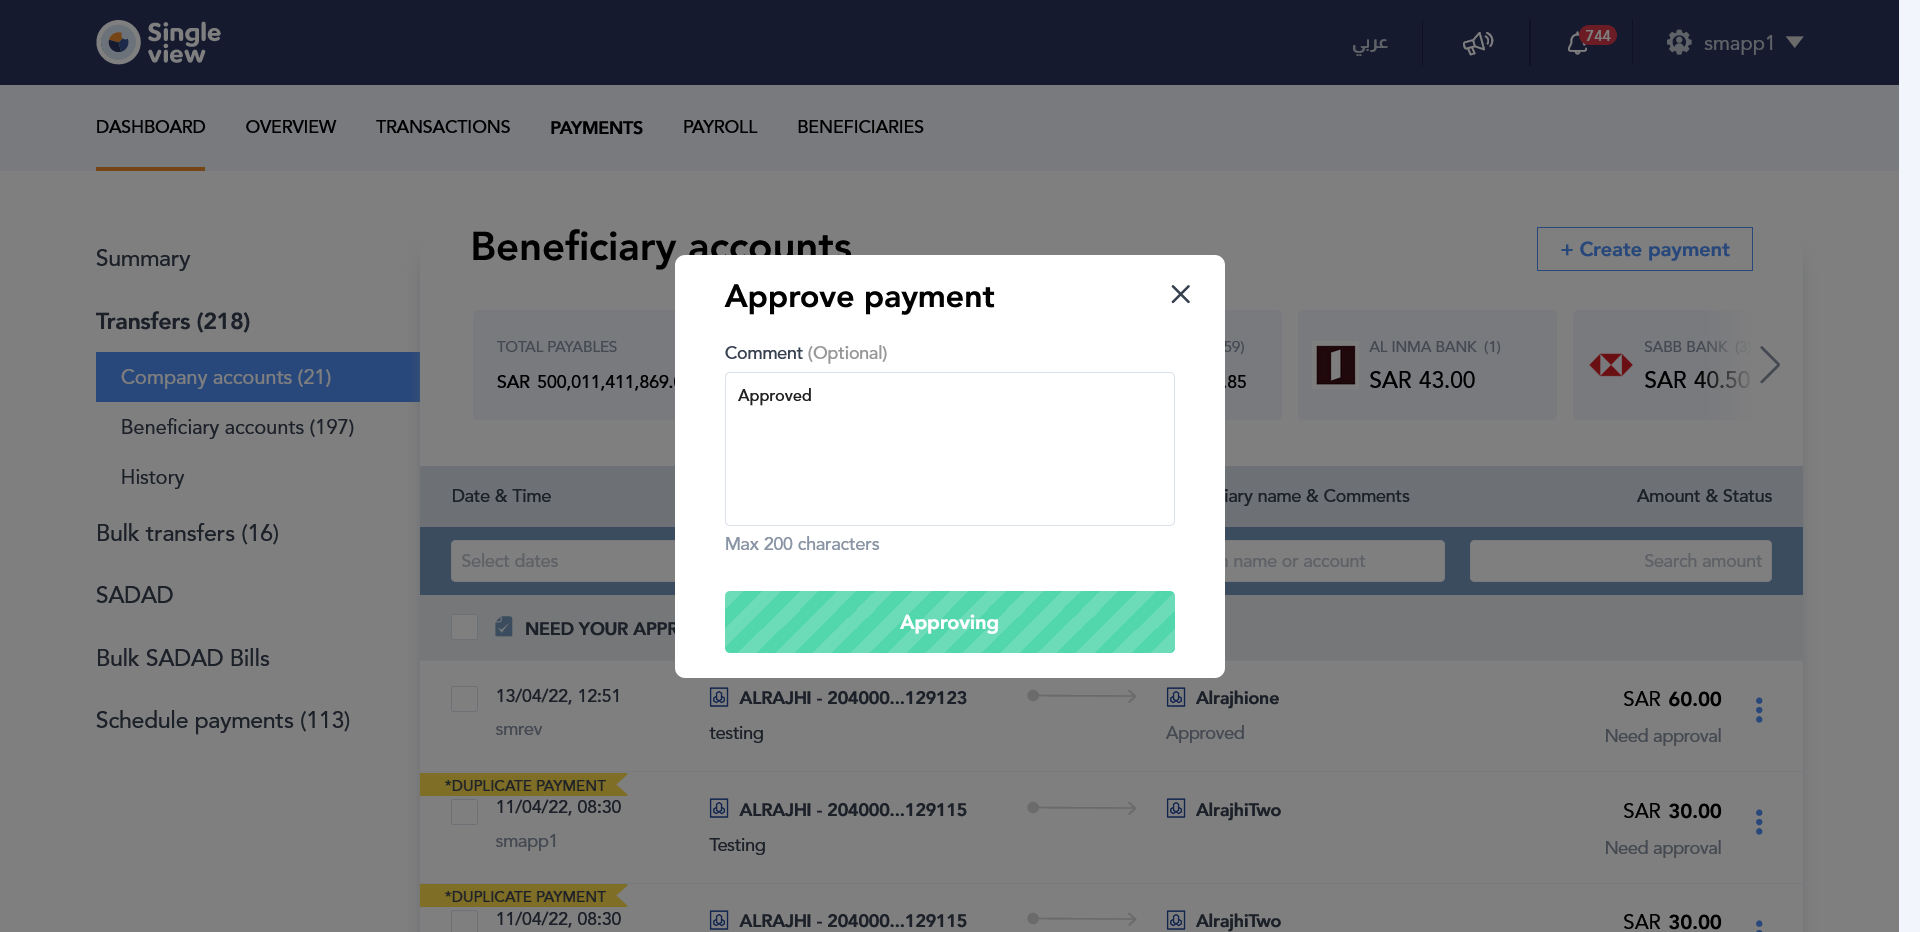 Single
view
عربي
744
smapp1
DASHBOARD
OVERVIEW
TRANSACTIONS
PAYMENTS
PAYROLL
BENEFICIARIES
Summary
Transfers (218)
Company accounts (21)
Beneficiary accounts (197)
History
Bulk transfers (16)
SADAD
Bulk SADAD Bills
Schedule payments (113)
Beneficiary accounts
+ Create payment
TOTAL PAYABLES
SAR 500,011,411,869.
59)
.85
AL INMA BANK (1)
SAR 43.00
SABB BANK (3)
SAR 40.50
Approve payment
Comment (Optional)
Approved
Max 200 characters
Approving
Date & Time
iary name & Comments
Amount & Status
Select dates
name or account
Search amount
NEED YOUR APPR
13/04/22, 12:51
smrev
ALRAJHI - 204000...129123
testing
Alrajhione
Approved
SAR 60.00
Need approval
*DUPLICATE PAYMENT
11/04/22, 08:30
smapp1
ALRAJHI - 204000...129115
Testing
AlrajhiTwo
SAR 30.00
Need approval
*DUPLICATE PAYMENT
11/04/22, 08:30
ALRAJHI - 204000...129115
AlrajhiTwo
SAR 30.00